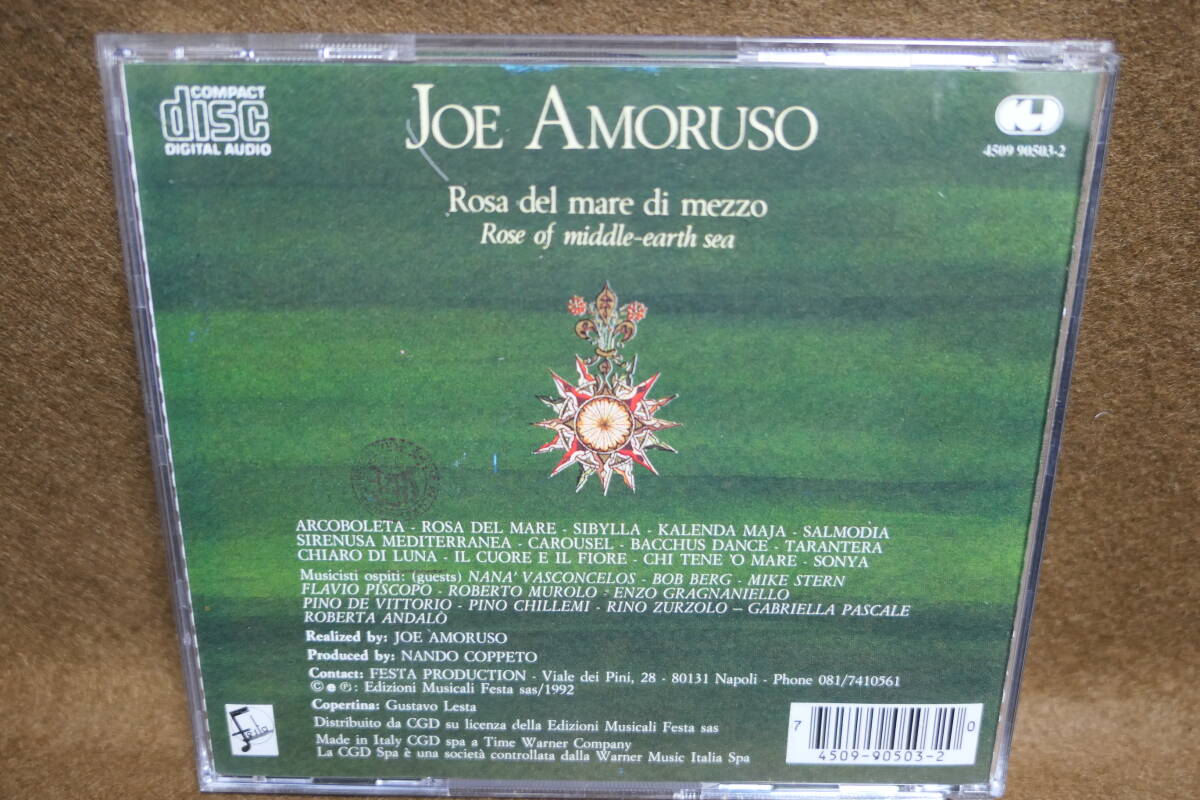 COMPACT
disc
DIGITAL AUDIO
JOE AMORUSO
4509 90503-2
Rosa del mare di mezzo
Rose of middle-earth sea
ARCOBOLETA - ROSA DEL MARE - SIBYLLA - KALENDA MAJA - SALMODIA
SIRENUSA MEDITERRANEA - CAROUSEL - BACCHUS DANCE - TARANTERA
CHIARO DI LUNA - IL CUORE E IL FIORE - CHI TENE 'O MARE - SONYA
Musicisti ospiti: (guests) NANA' VASCONCELOS - BOB BERG - MIKE STERN
FLAVIO PISCOPO - ROBERTO MUROLO - ENZO GRAGNANIELLO
PINO DE VITTORIO - PINO CHILLEMI - RINO ZURZOLO – GABRIELLA PASCALE
ROBERTA ANDALÒ
Realized by: JOE AMORUSO
Produced by: NANDO COPPETO
Contact: FESTA PRODUCTION - Viale dei Pini, 28 - 80131 Napoli - Phone 081/7410561
© e ℗: Edizioni Musicali Festa sas/1992
Copertina: Gustavo Lesta
Distribuito da CGD su licenza della Edizioni Musicali Festa sas
Made in Italy CGD spa a Time Warner Company
La CGD Spa è una società controllata dalla Warner Music Italia Spa
Festa
7 4509-90503-2 0